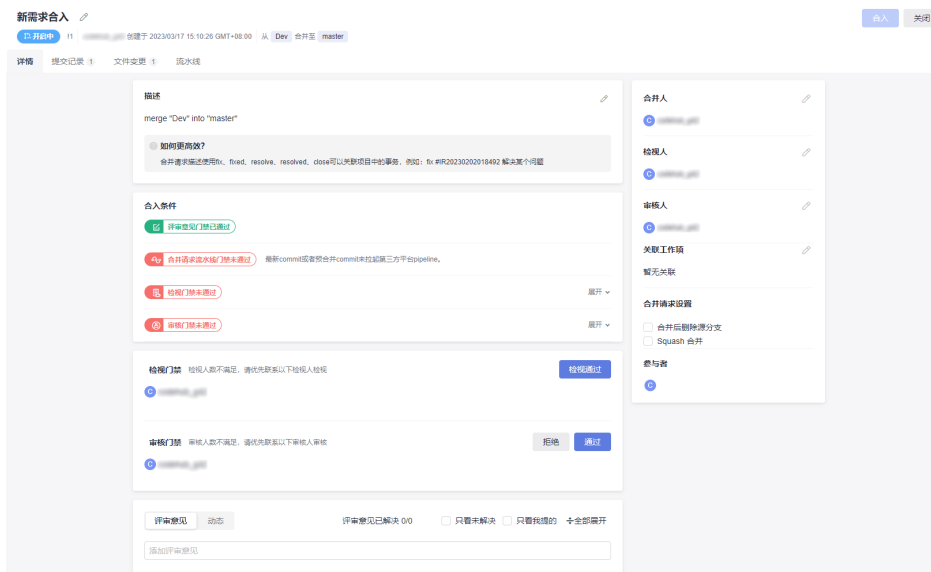 新需求合入
合入 关闭
开启中 !1 创建于 2023/03/17 15:10:26 GMT+08:00 从 Dev 合并至 master
详情 提交记录 1 文件变更 1 流水线
描述
merge "Dev" into "master"
如何更高效?
合并请求描述使用fix、fixed、resolve、resolved、close可以关联项目中的事务，例如：fix #IR20230202018492 解决某个问题
合入条件
评审意见门禁已通过
合并请求流水线门禁未通过 最新commit或者预合并commit未拉起第三方平台pipeline。
检视门禁未通过 展开
审核门禁未通过 展开
检视门禁 检视人数不满足，请优先联系以下检视人检视 检视通过
C
审核门禁 审核人数不满足，请优先联系以下审核人审核 拒绝 通过
C
评审意见 动态 评审意见已解决 0/0 只看未解决 只看我提的 全部展开
添加评审意见
合并人
C
检视人
C
审核人
C
关联工作项
暂无关联
合并请求设置
合并后删除源分支
Squash 合并
参与者
C